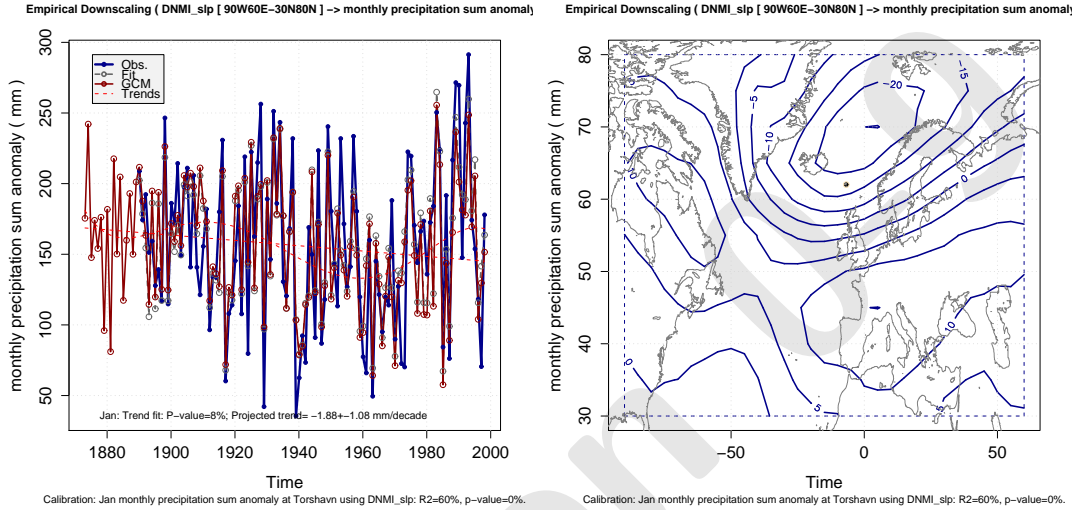 Empirical Downscaling ( DNMI_slp [ 90W60E−30N80N ] −> monthly precipitation sum anomaly
monthly precipitation sum anomaly ( mm )
300
250
200
150
100
50
Obs.
Fit
GCM
Trends
Jan: Trend fit: P−value=8%; Projected trend= −1.88+−1.08 mm/decade
1880 1900 1920 1940 1960 1980 2000
Time
Calibration: Jan monthly precipitation sum anomaly at Torshavn using DNMI_slp: R2=60%, p−value=0%.
Empirical Downscaling ( DNMI_slp [ 90W60E−30N80N ] −> monthly precipitation sum anomaly
monthly precipitation sum anomaly ( mm )
80
70
60
50
40
30
−15
−20
−5
−5
−10
0
0
5
10
0
5
5
−50 0 50
Time
Calibration: Jan monthly precipitation sum anomaly at Torshavn using DNMI_slp: R2=60%, p−value=0%.